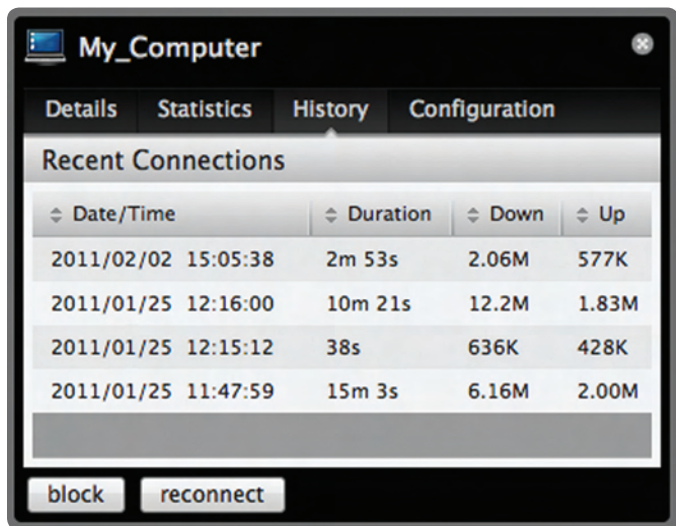 My_Computer
Details Statistics History Configuration
Recent Connections
Date/Time Duration Down Up
2011/02/02 15:05:38 2m 53s 2.06M 577K
2011/01/25 12:16:00 10m 21s 12.2M 1.83M
2011/01/25 12:15:12 38s 636K 428K
2011/01/25 11:47:59 15m 3s 6.16M 2.00M
block reconnect